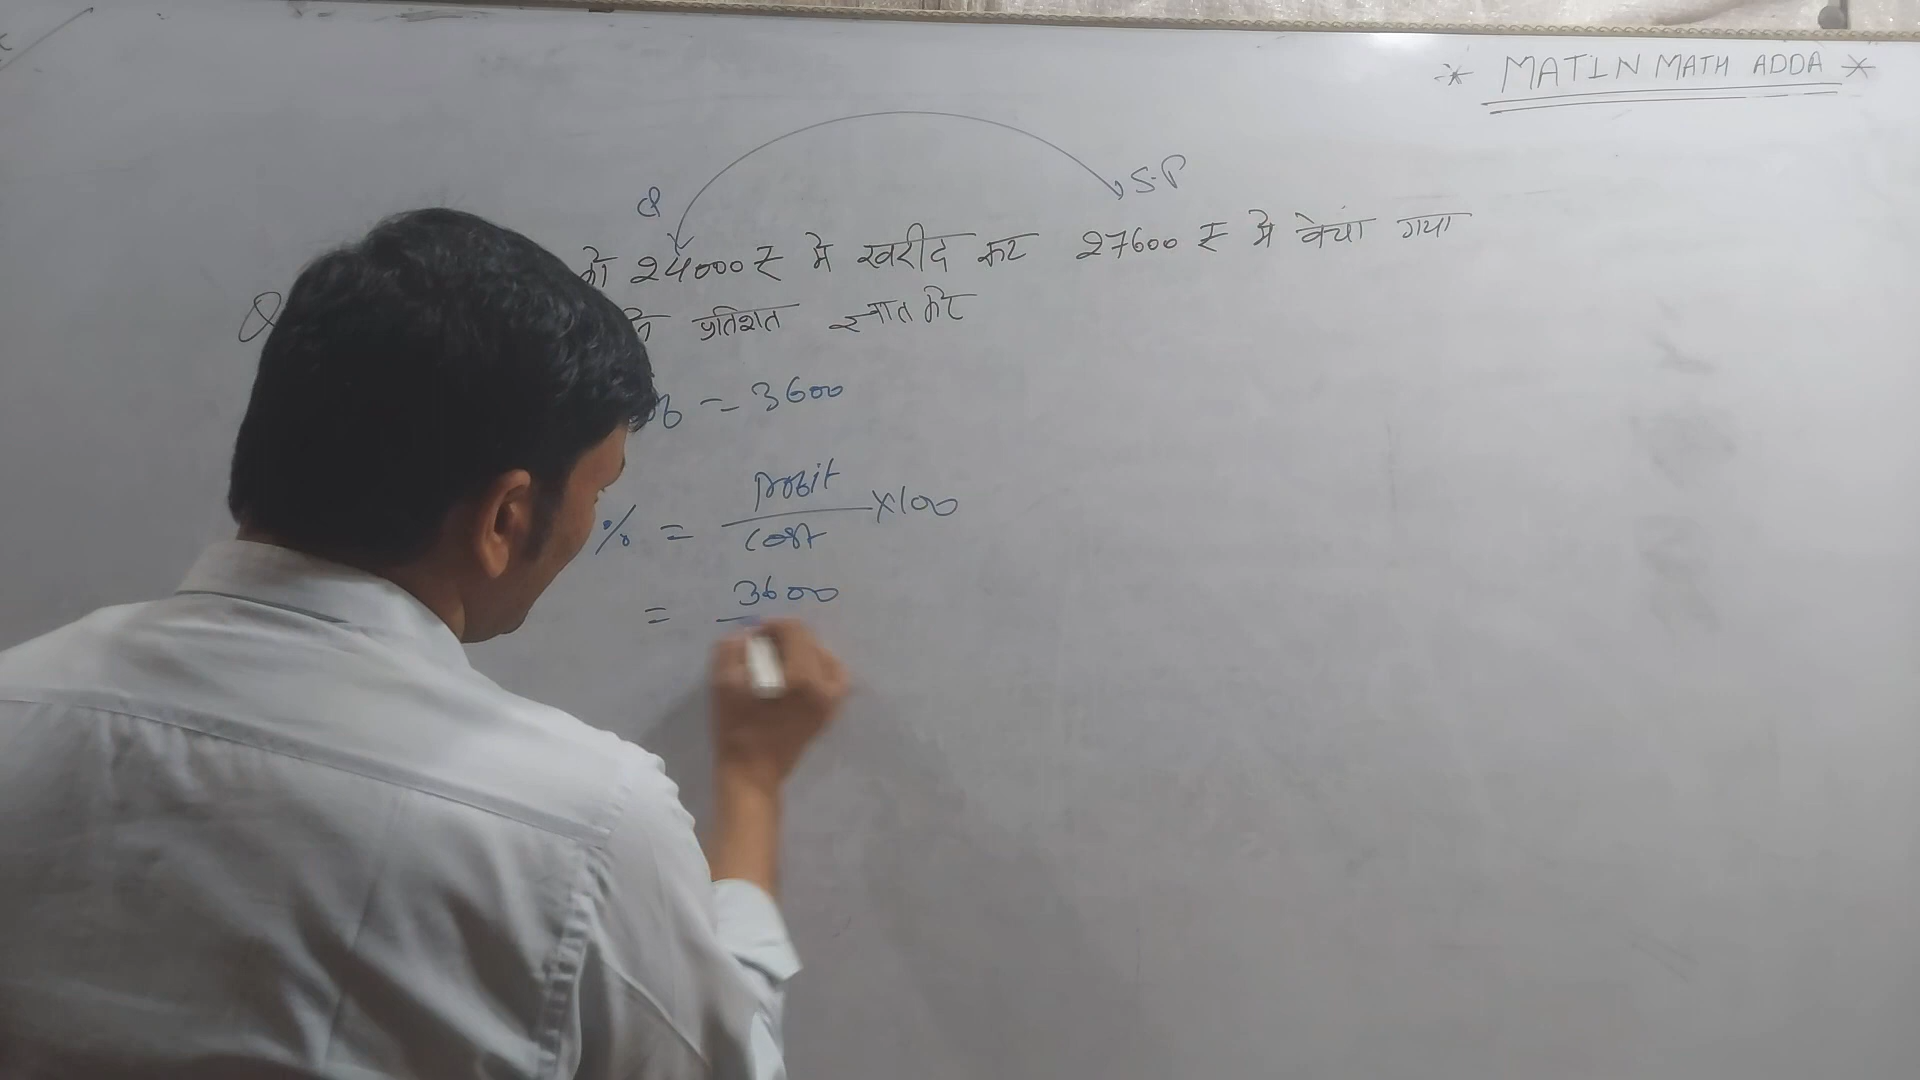 * MATIN MATH ADDA *
S.P
को 24000 ₹ में खरीद कर 27600 ₹ में बेचा गया
Q
प्रतिशत ज्ञात करें
= 3600
% = Profit / Cost × 100
= 3600